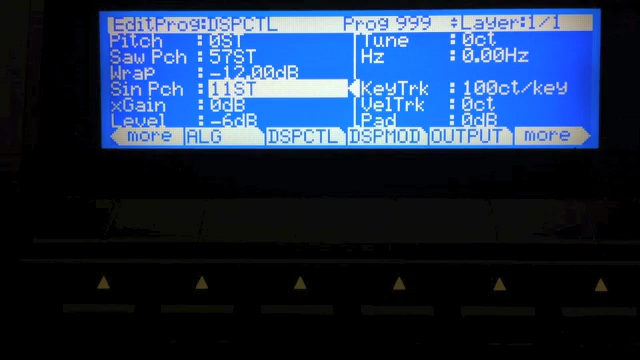 EditProg:DSPCTL Prog 999 ÷Layer:1/1
Pitch :0ST Tune :0ct
Saw Pch :57ST Hz :0.00Hz
Wrap :-12.00dB
Sin Pch :11ST KeyTrk :100ct/key
xGain :0dB VelTrk :0ct
Level :-6dB Pad :0dB
more ALG DSPCTL DSPMOD OUTPUT more